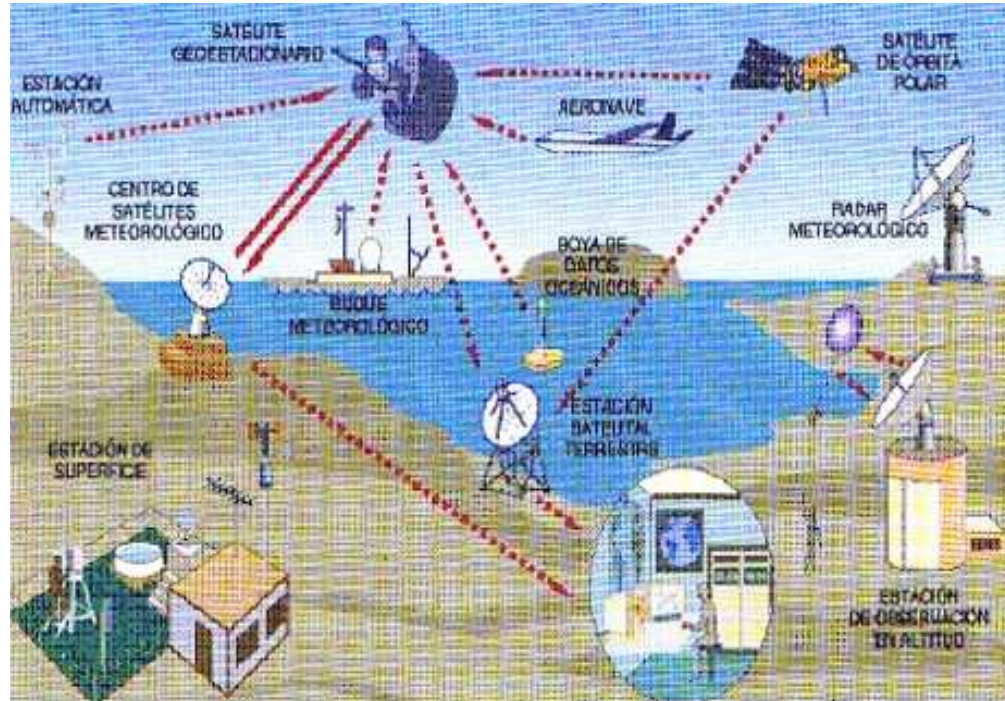 SATÉLITE
GEOESTACIONARIO
SATÉLITE
DE ÓRBITA
POLAR
ESTACIÓN
AUTOMÁTICA
AERONAVE
CENTRO DE
SATÉLITES
METEOROLÓGICO
RADAR
METEOROLÓGICO
BOYA DE
DATOS
OCEÁNICOS
BUQUE
METEOROLÓGICO
ESTACIÓN
SATELITAL
TERRESTRE
ESTACIÓN DE
SUPERFICIE
ESTACIÓN
DE OBSERVACIÓN
EN ALTITUD